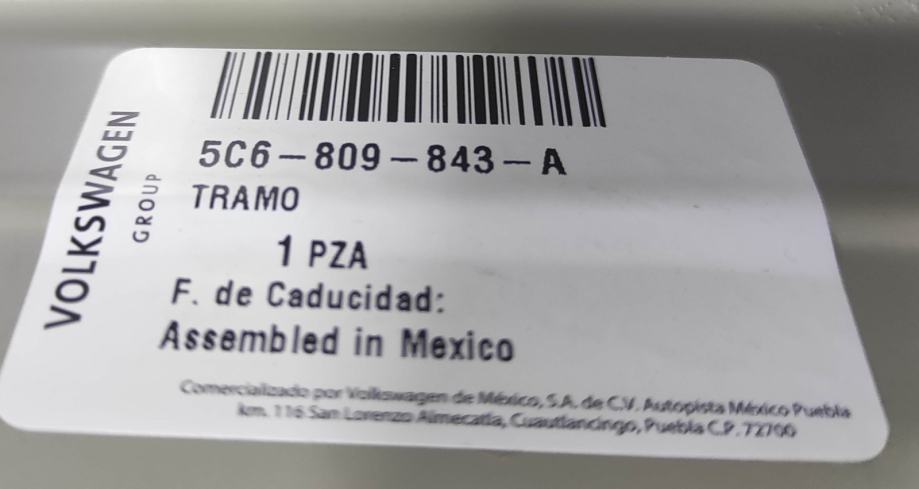 VOLKSWAGEN
GROUP
5C6-809-843-A
TRAMO
1 PZA
F. de Caducidad:
Assembled in Mexico
Comercializado por Volkswagen de México, S.A. de C.V. Autopista México Puebla
km. 116 San Lorenzo Almecatla, Cuautlancingo, Puebla C.P. 72700